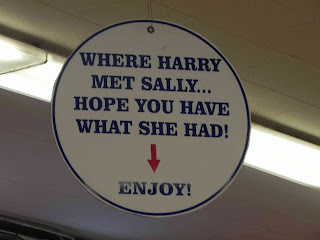 WHERE HARRY
MET SALLY...
HOPE YOU HAVE
WHAT SHE HAD!
ENJOY!